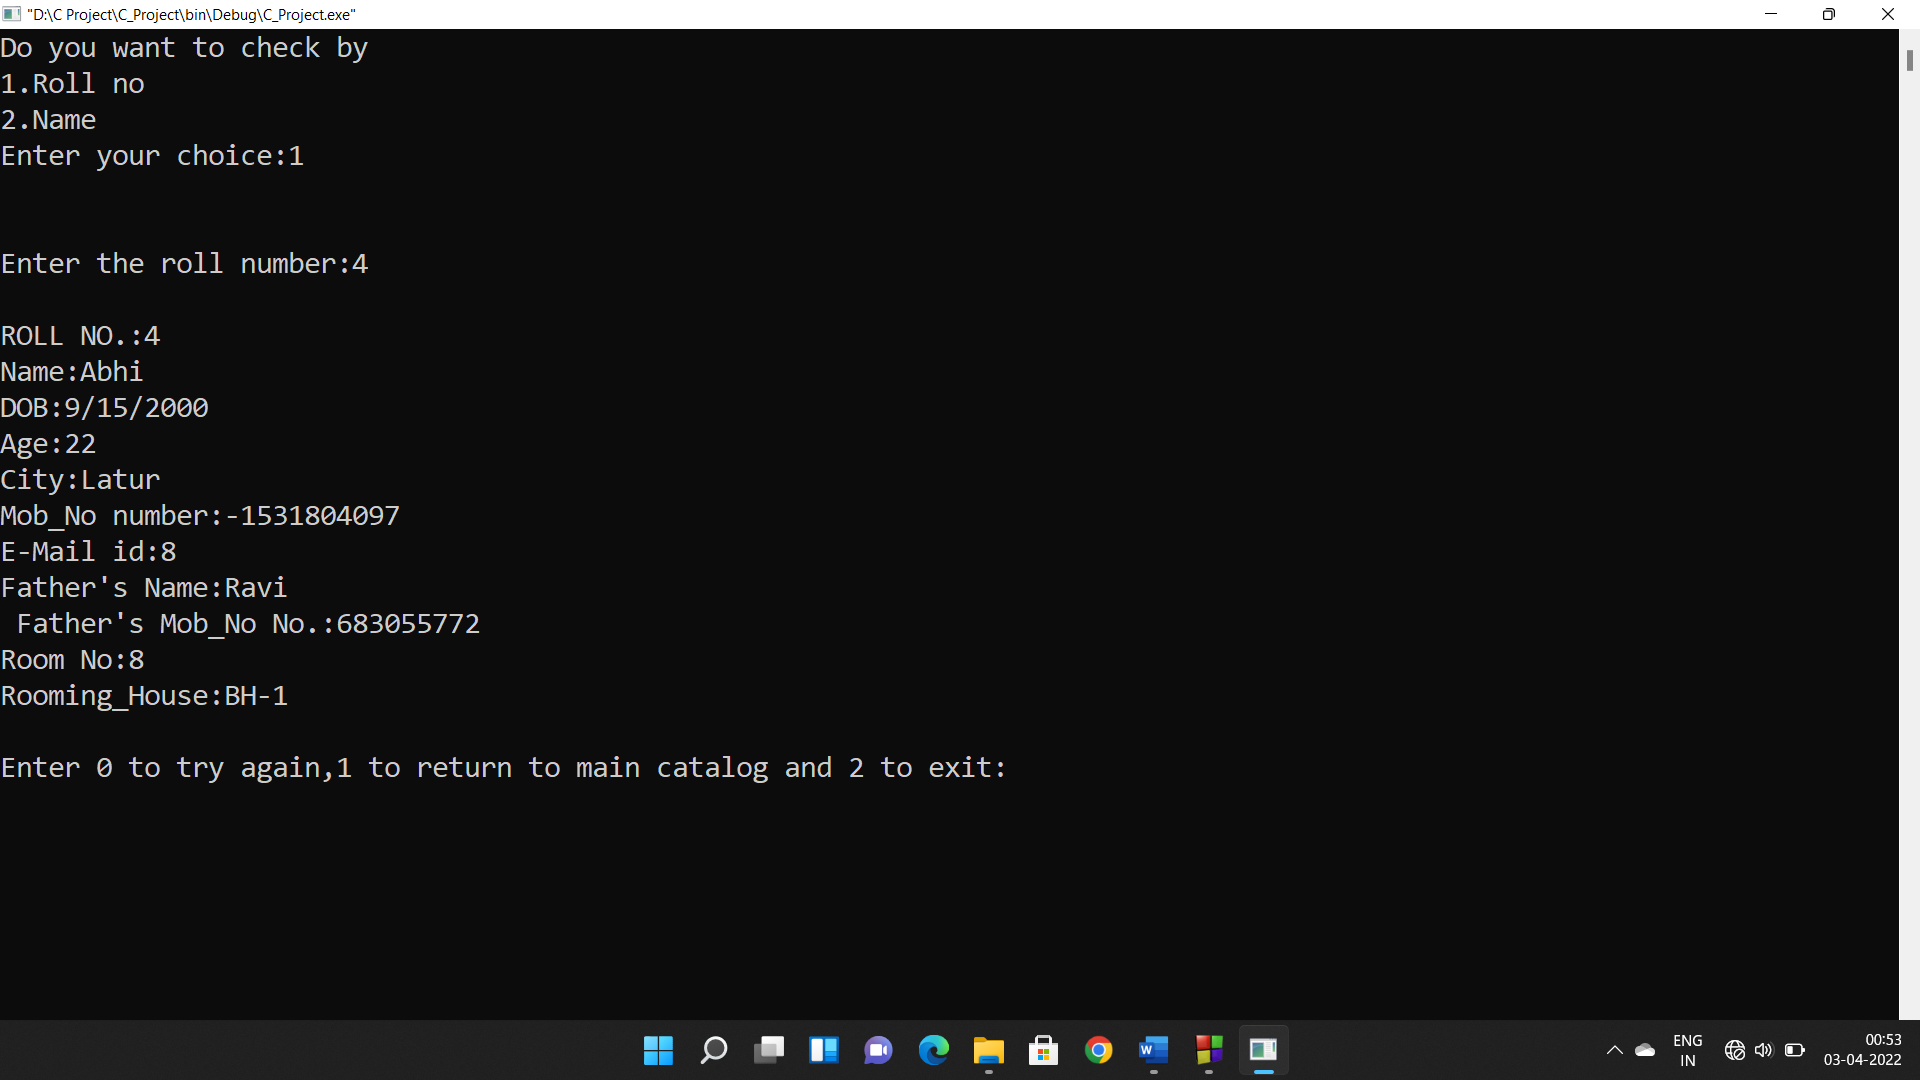 "D:\C Project\C_Project\bin\Debug\C_Project.exe"
Do you want to check by
1.Roll no
2.Name
Enter your choice:1
Enter the roll number:4
ROLL NO.:4
Name:Abhi
DOB:9/15/2000
Age:22
City:Latur
Mob_No number:-1531804097
E-Mail id:8
Father's Name:Ravi
 Father's Mob_No No.:683055772
Room No:8
Rooming_House:BH-1
Enter 0 to try again,1 to return to main catalog and 2 to exit:
W
ENG
IN
00:53
03-04-2022